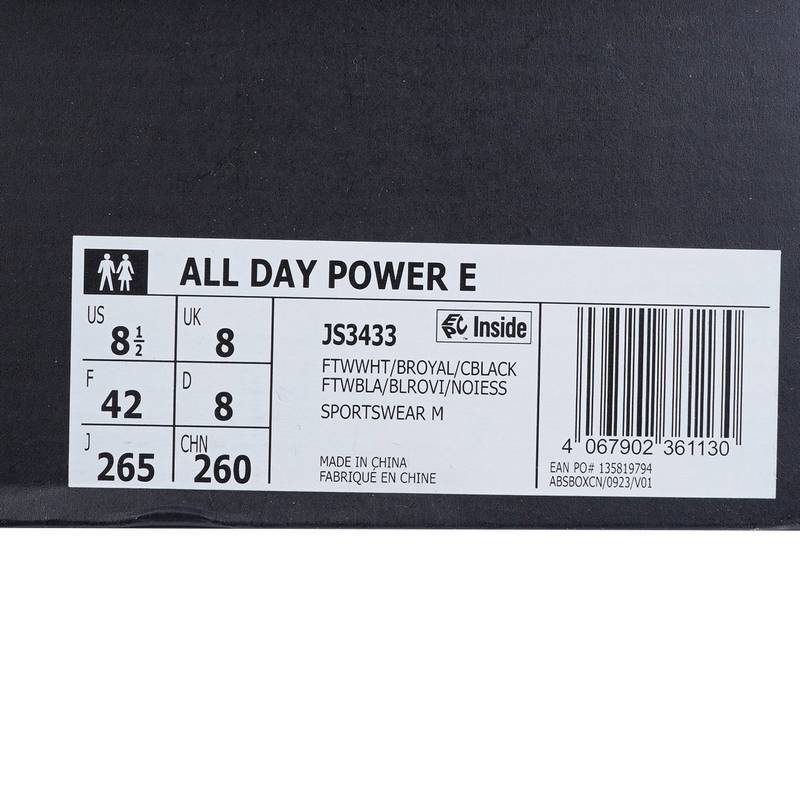 ALL DAY POWER E
US 8 1/2
UK 8
F 42
D 8
J 265
CHN 260
JS3433
Inside
FTWWHT/BROYAL/CBLACK
FTWBLA/BLROVI/NOIESS
SPORTSWEAR M
MADE IN CHINA
FABRIQUÉ EN CHINE
4 067902 361130
EAN PO# 135819794
ABSBOXCN/0923/V01